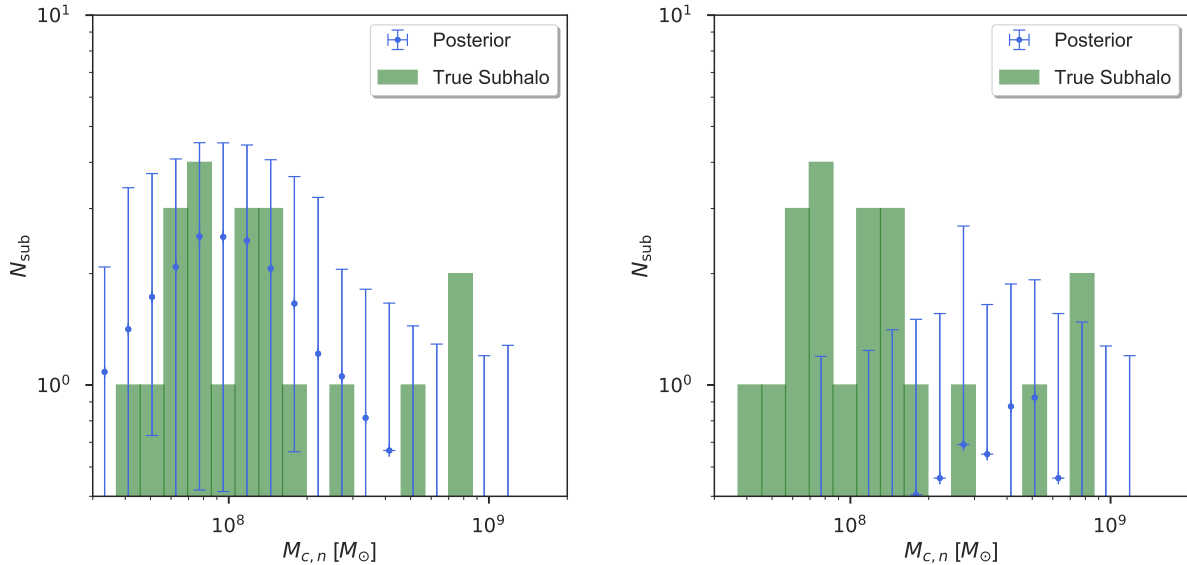 10^1
Posterior
True Subhalo
N_sub
10^0
10^8
10^9
M_{c,n} [M_⊙]
10^1
Posterior
True Subhalo
N_sub
10^0
10^8
10^9
M_{c,n} [M_⊙]